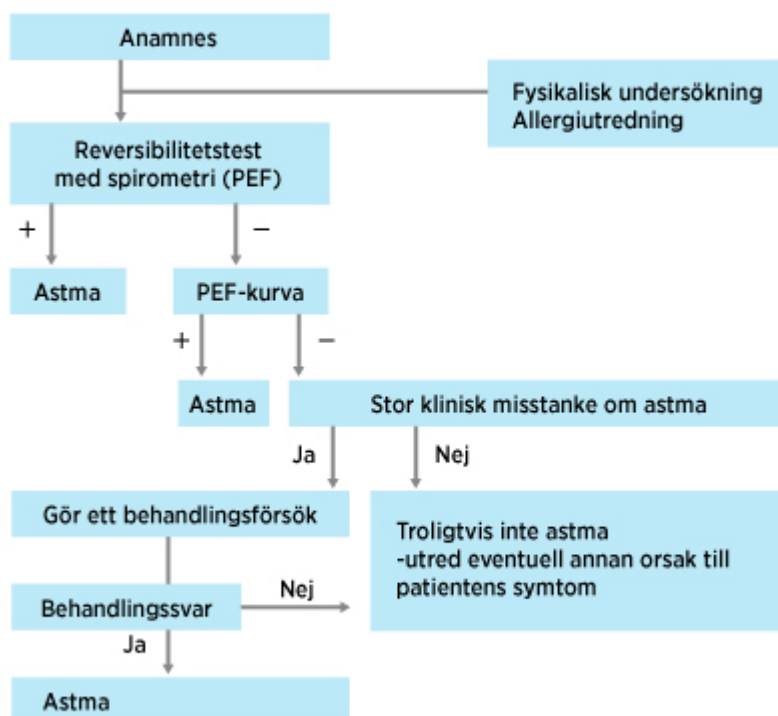 Anamnes
Fysikalisk undersökning
Allergiutredning
Reversibilitetstest
med spirometri (PEF)
+
–
Astma
PEF-kurva
+
–
Astma
Stor klinisk misstanke om astma
Ja
Nej
Gör ett behandlingsförsök
Troligtvis inte astma
-utred eventuell annan orsak till
patientens symtom
Behandlingssvar
Nej
Ja
Astma